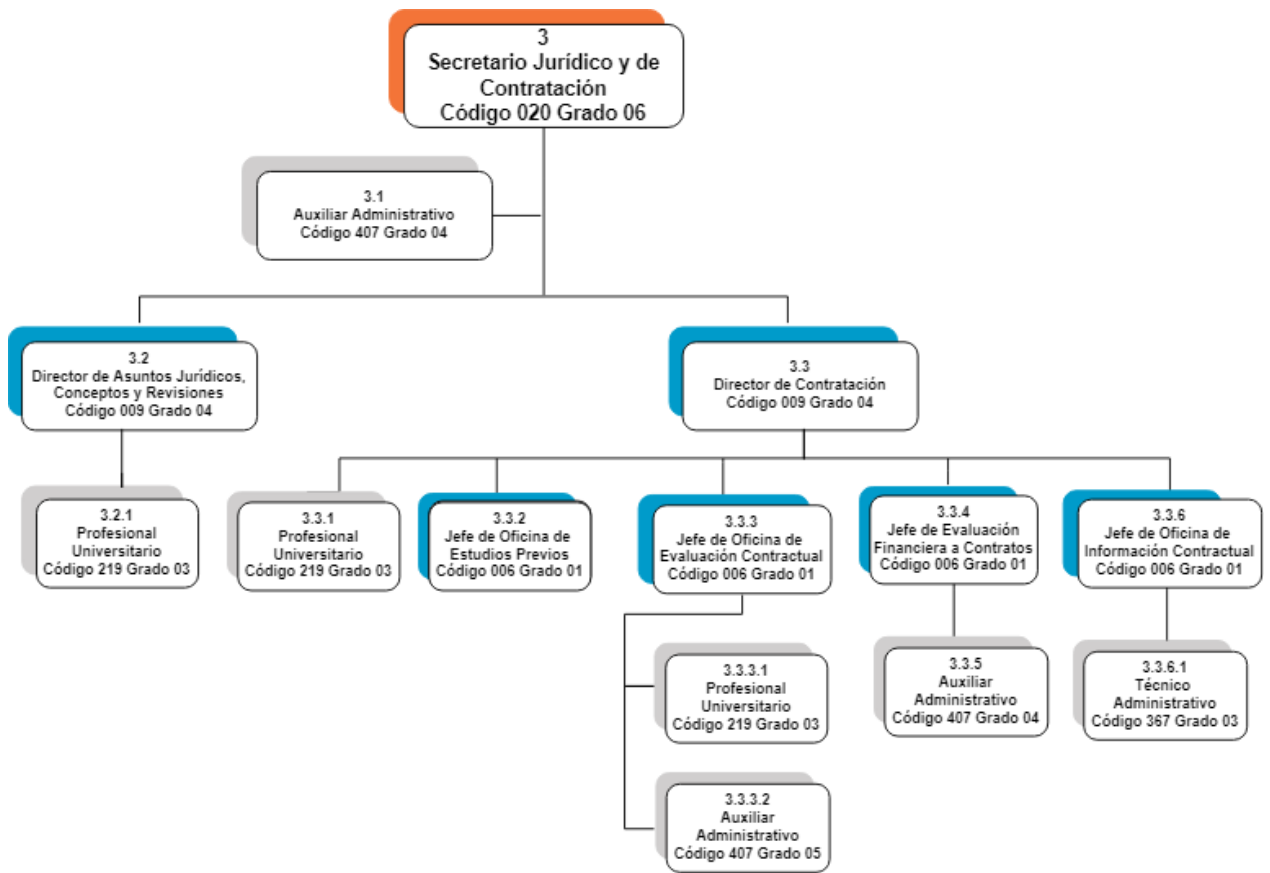 3
Secretario Jurídico y de
Contratación
Código 020 Grado 06
3.1
Auxiliar Administrativo
Código 407 Grado 04
3.2
Director de Asuntos Jurídicos,
Conceptos y Revisiones
Código 009 Grado 04
3.3
Director de Contratación
Código 009 Grado 04
3.2.1
Profesional
Universitario
Código 219 Grado 03
3.3.1
Profesional
Universitario
Código 219 Grado 03
3.3.2
Jefe de Oficina de
Estudios Previos
Código 006 Grado 01
3.3.3
Jefe de Oficina de
Evaluación Contractual
Código 006 Grado 01
3.3.4
Jefe de Evaluación
Financiera a Contratos
Código 006 Grado 01
3.3.6
Jefe de Oficina de
Información Contractual
Código 006 Grado 01
3.3.3.1
Profesional
Universitario
Código 219 Grado 03
3.3.5
Auxiliar
Administrativo
Código 407 Grado 04
3.3.6.1
Técnico
Administrativo
Código 367 Grado 03
3.3.3.2
Auxiliar
Administrativo
Código 407 Grado 05